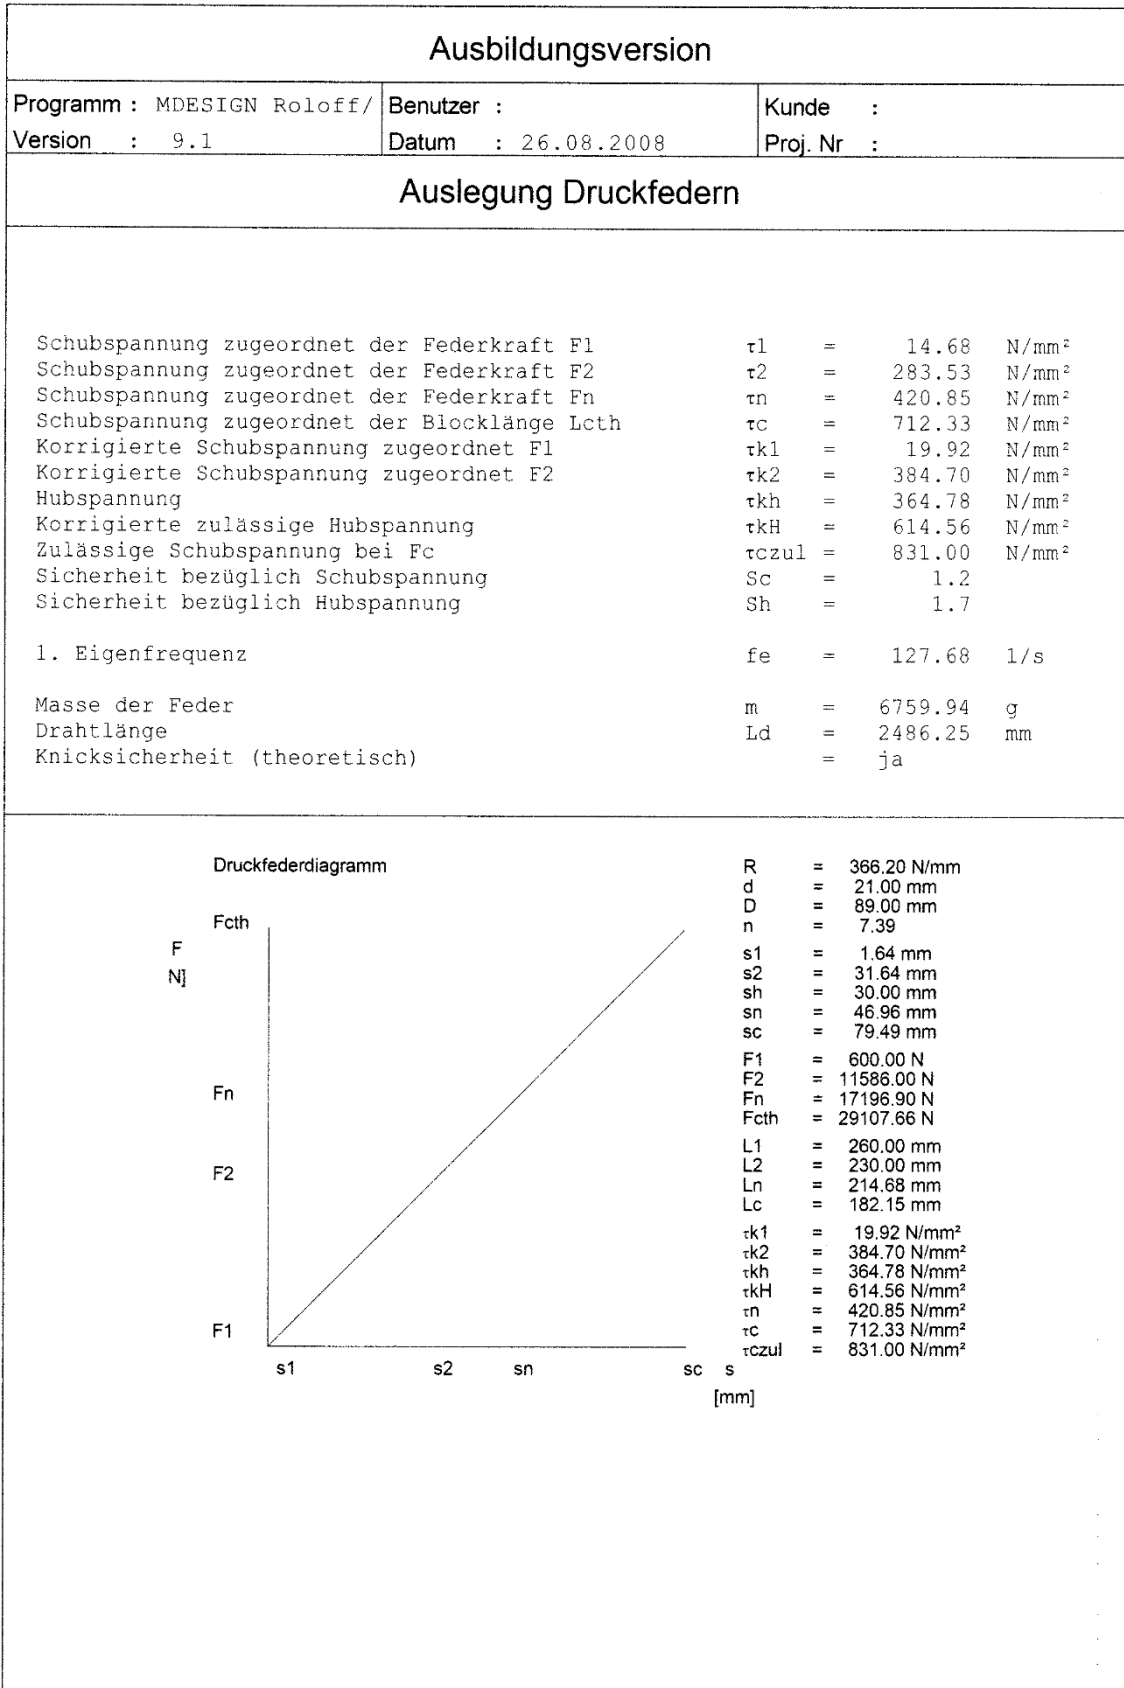 Ausbildungsversion
Programm : MDESIGN Roloff/ Benutzer : Kunde :
Version : 9.1 Datum : 26.08.2008 Proj. Nr :
Auslegung Druckfedern
Schubspannung zugeordnet der Federkraft F1 τ1 = 14.68 N/mm²
Schubspannung zugeordnet der Federkraft F2 τ2 = 283.53 N/mm²
Schubspannung zugeordnet der Federkraft Fn τn = 420.85 N/mm²
Schubspannung zugeordnet der Blocklänge Lcth τc = 712.33 N/mm²
Korrigierte Schubspannung zugeordnet F1 τk1 = 19.92 N/mm²
Korrigierte Schubspannung zugeordnet F2 τk2 = 384.70 N/mm²
Hubspannung τkh = 364.78 N/mm²
Korrigierte zulässige Hubspannung τkH = 614.56 N/mm²
Zulässige Schubspannung bei Fc τczul = 831.00 N/mm²
Sicherheit bezüglich Schubspannung Sc = 1.2
Sicherheit bezüglich Hubspannung Sh = 1.7
1. Eigenfrequenz fe = 127.68 1/s
Masse der Feder m = 6759.94 g
Drahtlänge Ld = 2486.25 mm
Knicksicherheit (theoretisch) = ja
Druckfederdiagramm
Fcth
F
N]
Fn
F2
F1
s1 s2 sn sc s
[mm]
R = 366.20 N/mm
d = 21.00 mm
D = 89.00 mm
n = 7.39
s1 = 1.64 mm
s2 = 31.64 mm
sh = 30.00 mm
sn = 46.96 mm
sc = 79.49 mm
F1 = 600.00 N
F2 = 11586.00 N
Fn = 17196.90 N
Fcth = 29107.66 N
L1 = 260.00 mm
L2 = 230.00 mm
Ln = 214.68 mm
Lc = 182.15 mm
τk1 = 19.92 N/mm²
τk2 = 384.70 N/mm²
τkh = 364.78 N/mm²
τkH = 614.56 N/mm²
τn = 420.85 N/mm²
τc = 712.33 N/mm²
τczul = 831.00 N/mm²